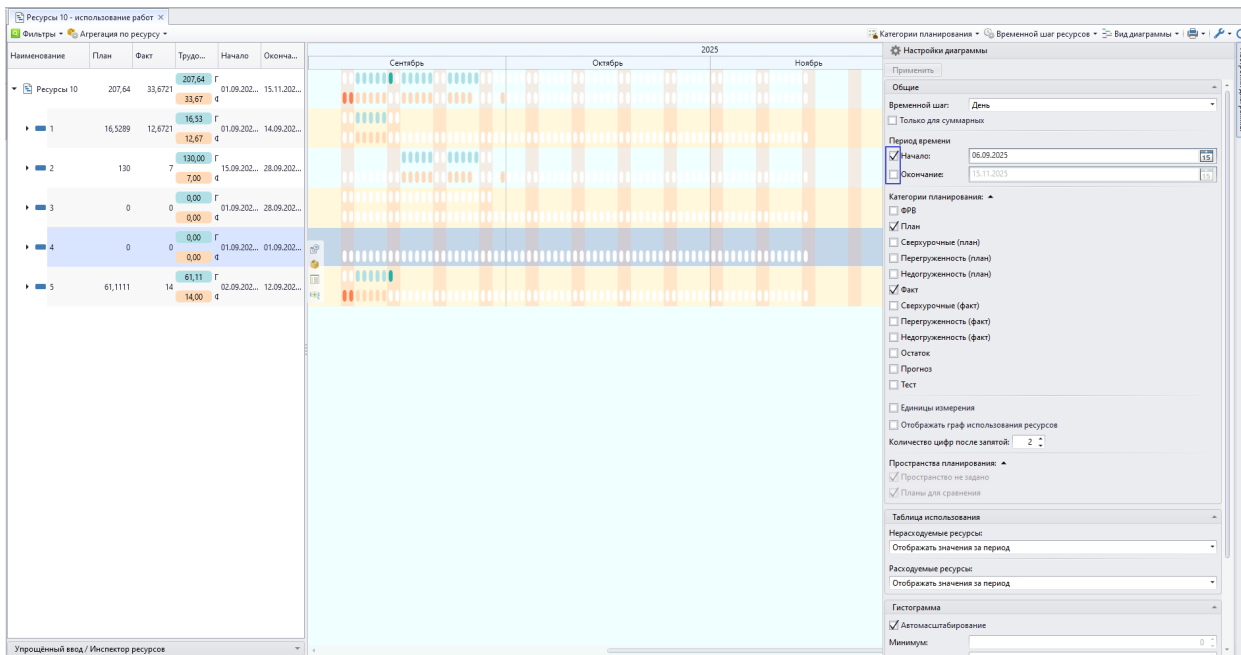 Ресурсы 10 - использование работ ×
Фильтры Агрегация по ресурсу
Категории планирования Временной шаг ресурсов Вид диаграммы
Наименование План Факт Трудо... Начало Оконча...
2025
Сентябрь Октябрь Ноябрь
Ресурсы 10 207,64 33,6721 207,64 33,67 01.09.202... 15.11.202...
1 16,5289 12,6721 16,53 12,67 01.09.202... 14.09.202...
2 130 7 130,00 7,00 15.09.202... 28.09.202...
3 0 0 0,00 0,00 01.09.202... 28.09.202...
4 0 0 0,00 0,00 01.09.202... 01.09.202...
5 61,1111 14 61,11 14,00 02.09.202... 12.09.202...
Упрощённый ввод / Инспектор ресурсов
Настройки диаграммы
Применить
Общие
Временной шаг: День
Только для суммарных
Период времени
Начало: 06.09.2025 15
Окончание: 15.11.2025 15
Категории планирования:
ФРВ
План
Сверхурочные (план)
Перегруженность (план)
Недогруженность (план)
Факт
Сверхурочные (факт)
Перегруженность (факт)
Недогруженность (факт)
Остаток
Прогноз
Тест
Единицы измерения
Отображать граф использования ресурсов
Количество цифр после запятой: 2
Пространства планирования:
Пространство не задано
Планы для сравнения
Таблица использования
Нерасходуемые ресурсы:
Отображать значения за период
Расходуемые ресурсы:
Отображать значения за период
Гистограмма
Автомасштабирование
Минимум: 0